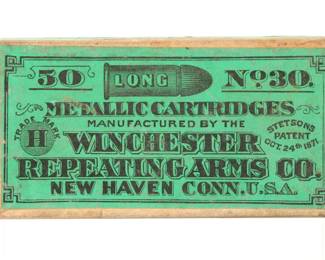 50 LONG Nº30.
METALLIC CARTRIDGES
MANUFACTURED BY THE
TRADE MARK
H
WINCHESTER
STETSONS
PATENT
OCT. 24th 1871.
REPEATING ARMS CO.
NEW HAVEN CONN. U.S.A.